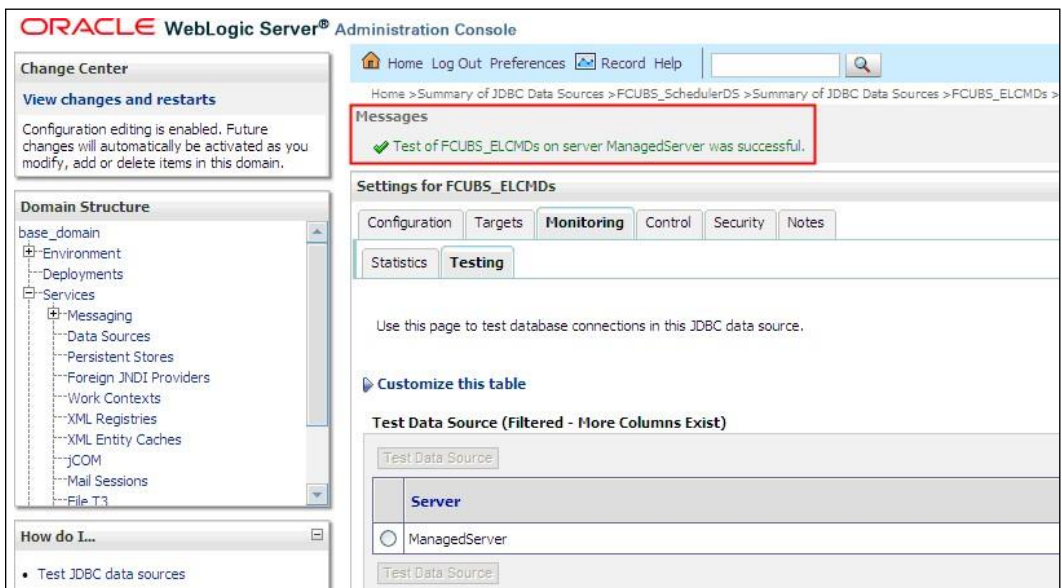 ORACLE WebLogic Server® Administration Console
Change Center
View changes and restarts
Configuration editing is enabled. Future
changes will automatically be activated as you
modify, add or delete items in this domain.
Domain Structure
base_domain
Environment
Deployments
Services
Messaging
Data Sources
Persistent Stores
Foreign JNDI Providers
Work Contexts
XML Registries
XML Entity Caches
jCOM
Mail Sessions
File T3
How do I...
• Test JDBC data sources
Home Log Out Preferences Record Help
Home >Summary of JDBC Data Sources >FCUBS_SchedulerDS >Summary of JDBC Data Sources >FCUBS_ELCMDs >
Messages
Test of FCUBS_ELCMDs on server ManagedServer was successful.
Settings for FCUBS_ELCMDs
Configuration Targets Monitoring Control Security Notes
Statistics Testing
Use this page to test database connections in this JDBC data source.
Customize this table
Test Data Source (Filtered - More Columns Exist)
Test Data Source
Server
ManagedServer
Test Data Source